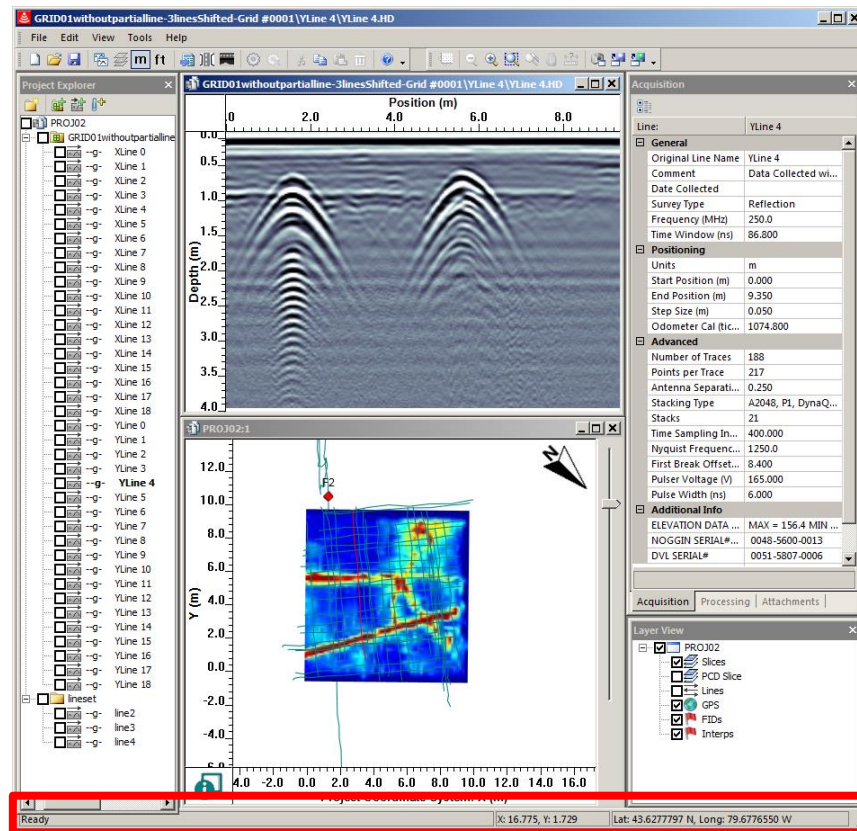 GRID01withoutpartialline-3linesShifted-Grid #0001\YLine 4\YLine 4.HD
File Edit View Tools Help
m ft
Project Explorer
PROJ02
GRID01withoutpartialline
--g- XLine 0
--g- XLine 1
--g- XLine 2
--g- XLine 3
--g- XLine 4
--g- XLine 5
--g- XLine 6
--g- XLine 7
--g- XLine 8
--g- XLine 9
--g- XLine 10
--g- XLine 11
--g- XLine 12
--g- XLine 13
--g- XLine 14
--g- XLine 15
--g- XLine 16
--g- XLine 17
--g- XLine 18
--g- YLine 0
--g- YLine 1
--g- YLine 2
--g- YLine 3
--g- YLine 4
--g- YLine 5
--g- YLine 6
--g- YLine 7
--g- YLine 8
--g- YLine 9
--g- YLine 10
--g- YLine 11
--g- YLine 12
--g- YLine 13
--g- YLine 14
--g- YLine 15
--g- YLine 16
--g- YLine 17
--g- YLine 18
lineset
--g- line2
--g- line3
--g- line4
GRID01withoutpartialline-3linesShifted-Grid #0001\YLine 4\YLine 4.HD
Position (m)
.0 2.0 4.0 6.0 8.0
0.0
0.5
1.0
1.5
2.0
2.5
3.0
3.5
4.0
Depth (m)
PROJ02:1
N
F2
12.0
10.0
8.0
6.0
4.0
2.0
0.0
-2.0
-4.0
Y (m)
4.0 -2.0 0.0 2.0 4.0 6.0 8.0 10.0 12.0 14.0 16.0
Project Coordinate System: X (m)
Acquisition
Line: YLine 4
General
Original Line Name YLine 4
Comment Data Collected wi...
Date Collected
Survey Type Reflection
Frequency (MHz) 250.0
Time Window (ns) 86.800
Positioning
Units m
Start Position (m) 0.000
End Position (m) 9.350
Step Size (m) 0.050
Odometer Cal (tic... 1074.800
Advanced
Number of Traces 188
Points per Trace 217
Antenna Separati... 0.250
Stacking Type A2048, P1, DynaQ...
Stacks 21
Time Sampling In... 400.000
Nyquist Frequenc... 1250.0
First Break Offset... 8.400
Pulser Voltage (V) 165.000
Pulse Width (ns) 6.000
Additional Info
ELEVATION DATA ... MAX = 156.4 MIN ...
NOGGIN SERIAL#... 0048-5600-0013
DVL SERIAL# 0051-5807-0006
Acquisition Processing Attachments
Layer View
PROJ02
Slices
PCD Slice
Lines
GPS
FIDs
Interps
Ready X: 16.775, Y: 1.729 Lat: 43.6277797 N, Long: 79.6776550 W